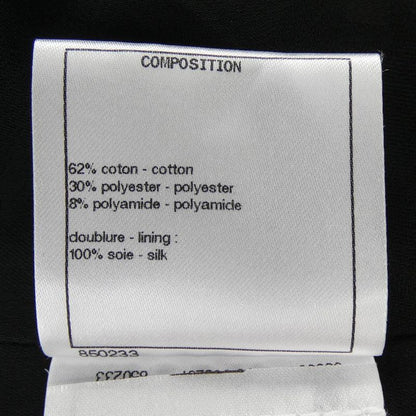 COMPOSITION
62% coton - cotton
30% polyester - polyester
8% polyamide - polyamide
doublure - lining :
100% soie - silk
850233